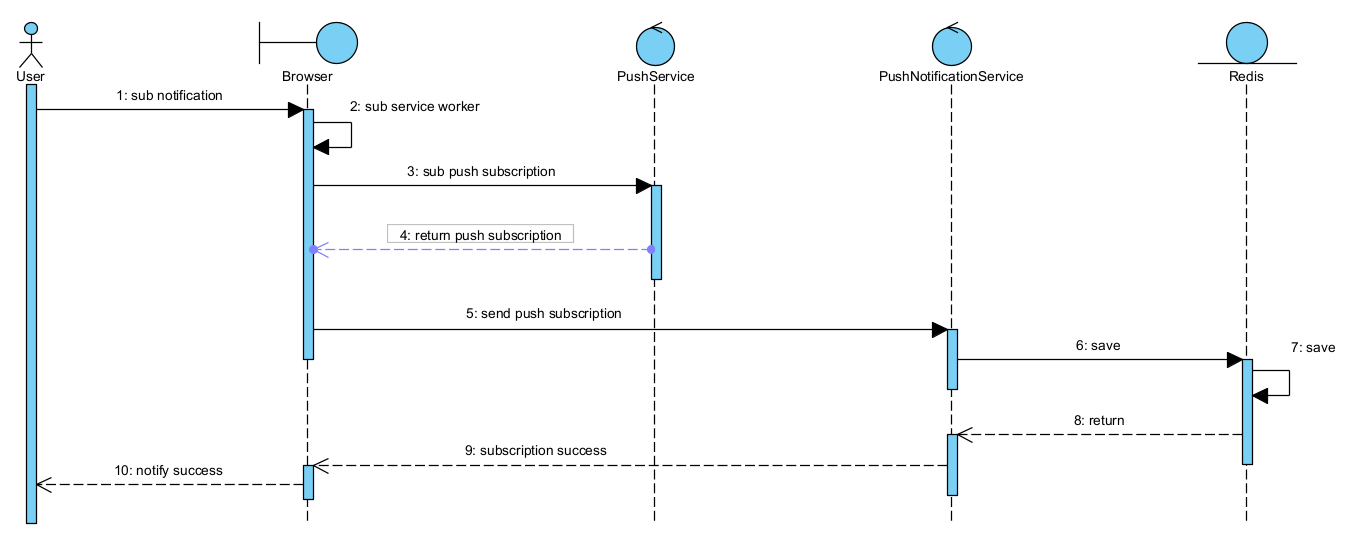 User
Browser
PushService
PushNotificationService
Redis
1: sub notification
2: sub service worker
3: sub push subscription
4: return push subscription
5: send push subscription
6: save
7: save
8: return
9: subscription success
10: notify success